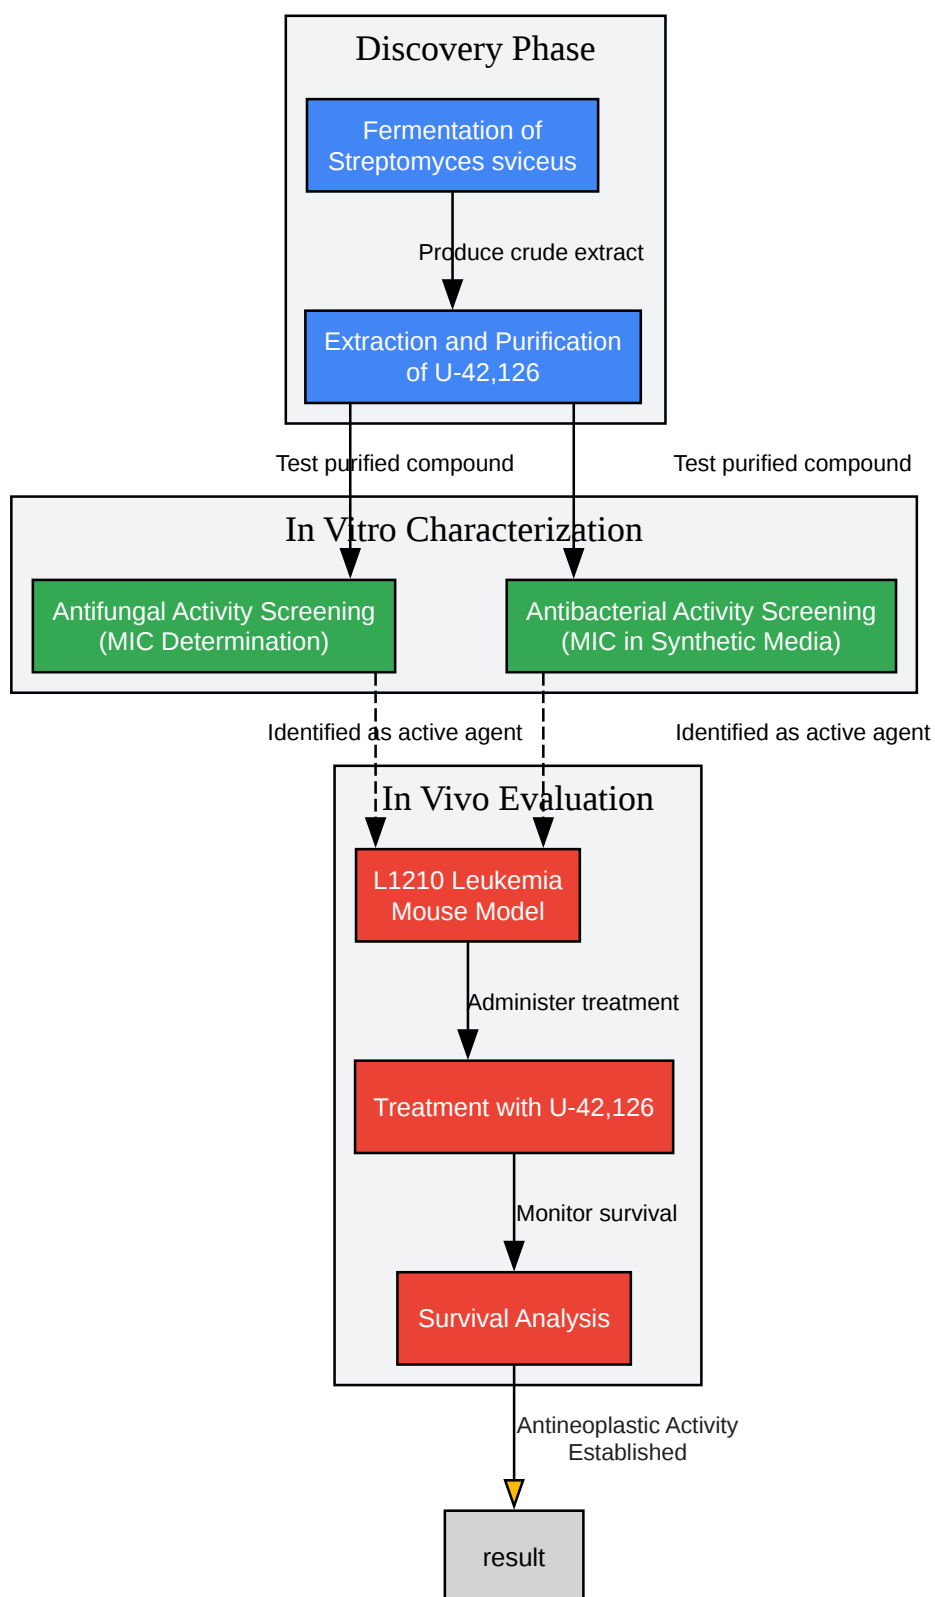 Discovery Phase
Fermentation of
Streptomyces sviceus
Produce crude extract
Extraction and Purification
of U-42,126
Test purified compound
Test purified compound
In Vitro Characterization
Antifungal Activity Screening
(MIC Determination)
Antibacterial Activity Screening
(MIC in Synthetic Media)
Identified as active agent
Identified as active agent
In Vivo Evaluation
L1210 Leukemia
Mouse Model
Administer treatment
Treatment with U-42,126
Monitor survival
Survival Analysis
Antineoplastic Activity
Established
result